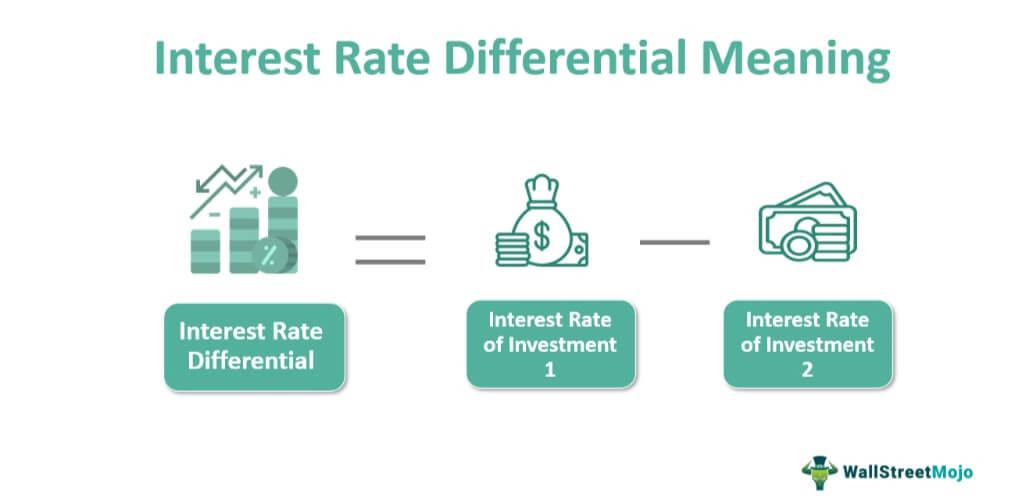 Interest Rate Differential Meaning
+
-
%
=
$
—
Interest Rate
Differential
Interest Rate
of Investment
1
Interest Rate
of Investment
2
WallStreetMojo